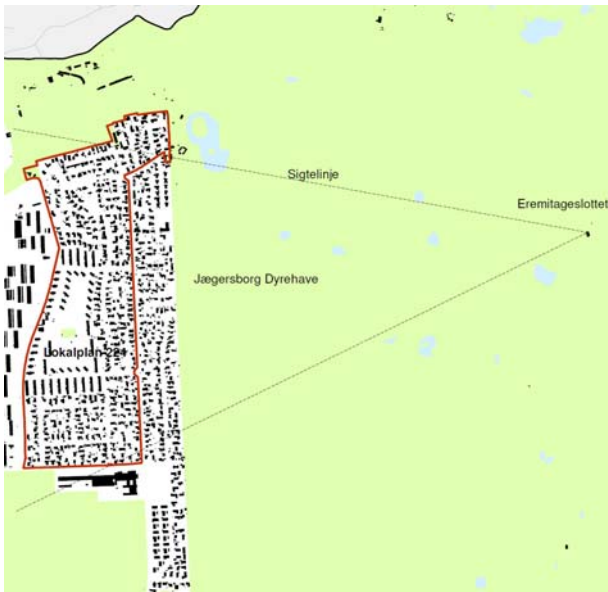 Sigtelinje
Eremitageslottet
Jægersborg Dyrehave
Lokalplan 224